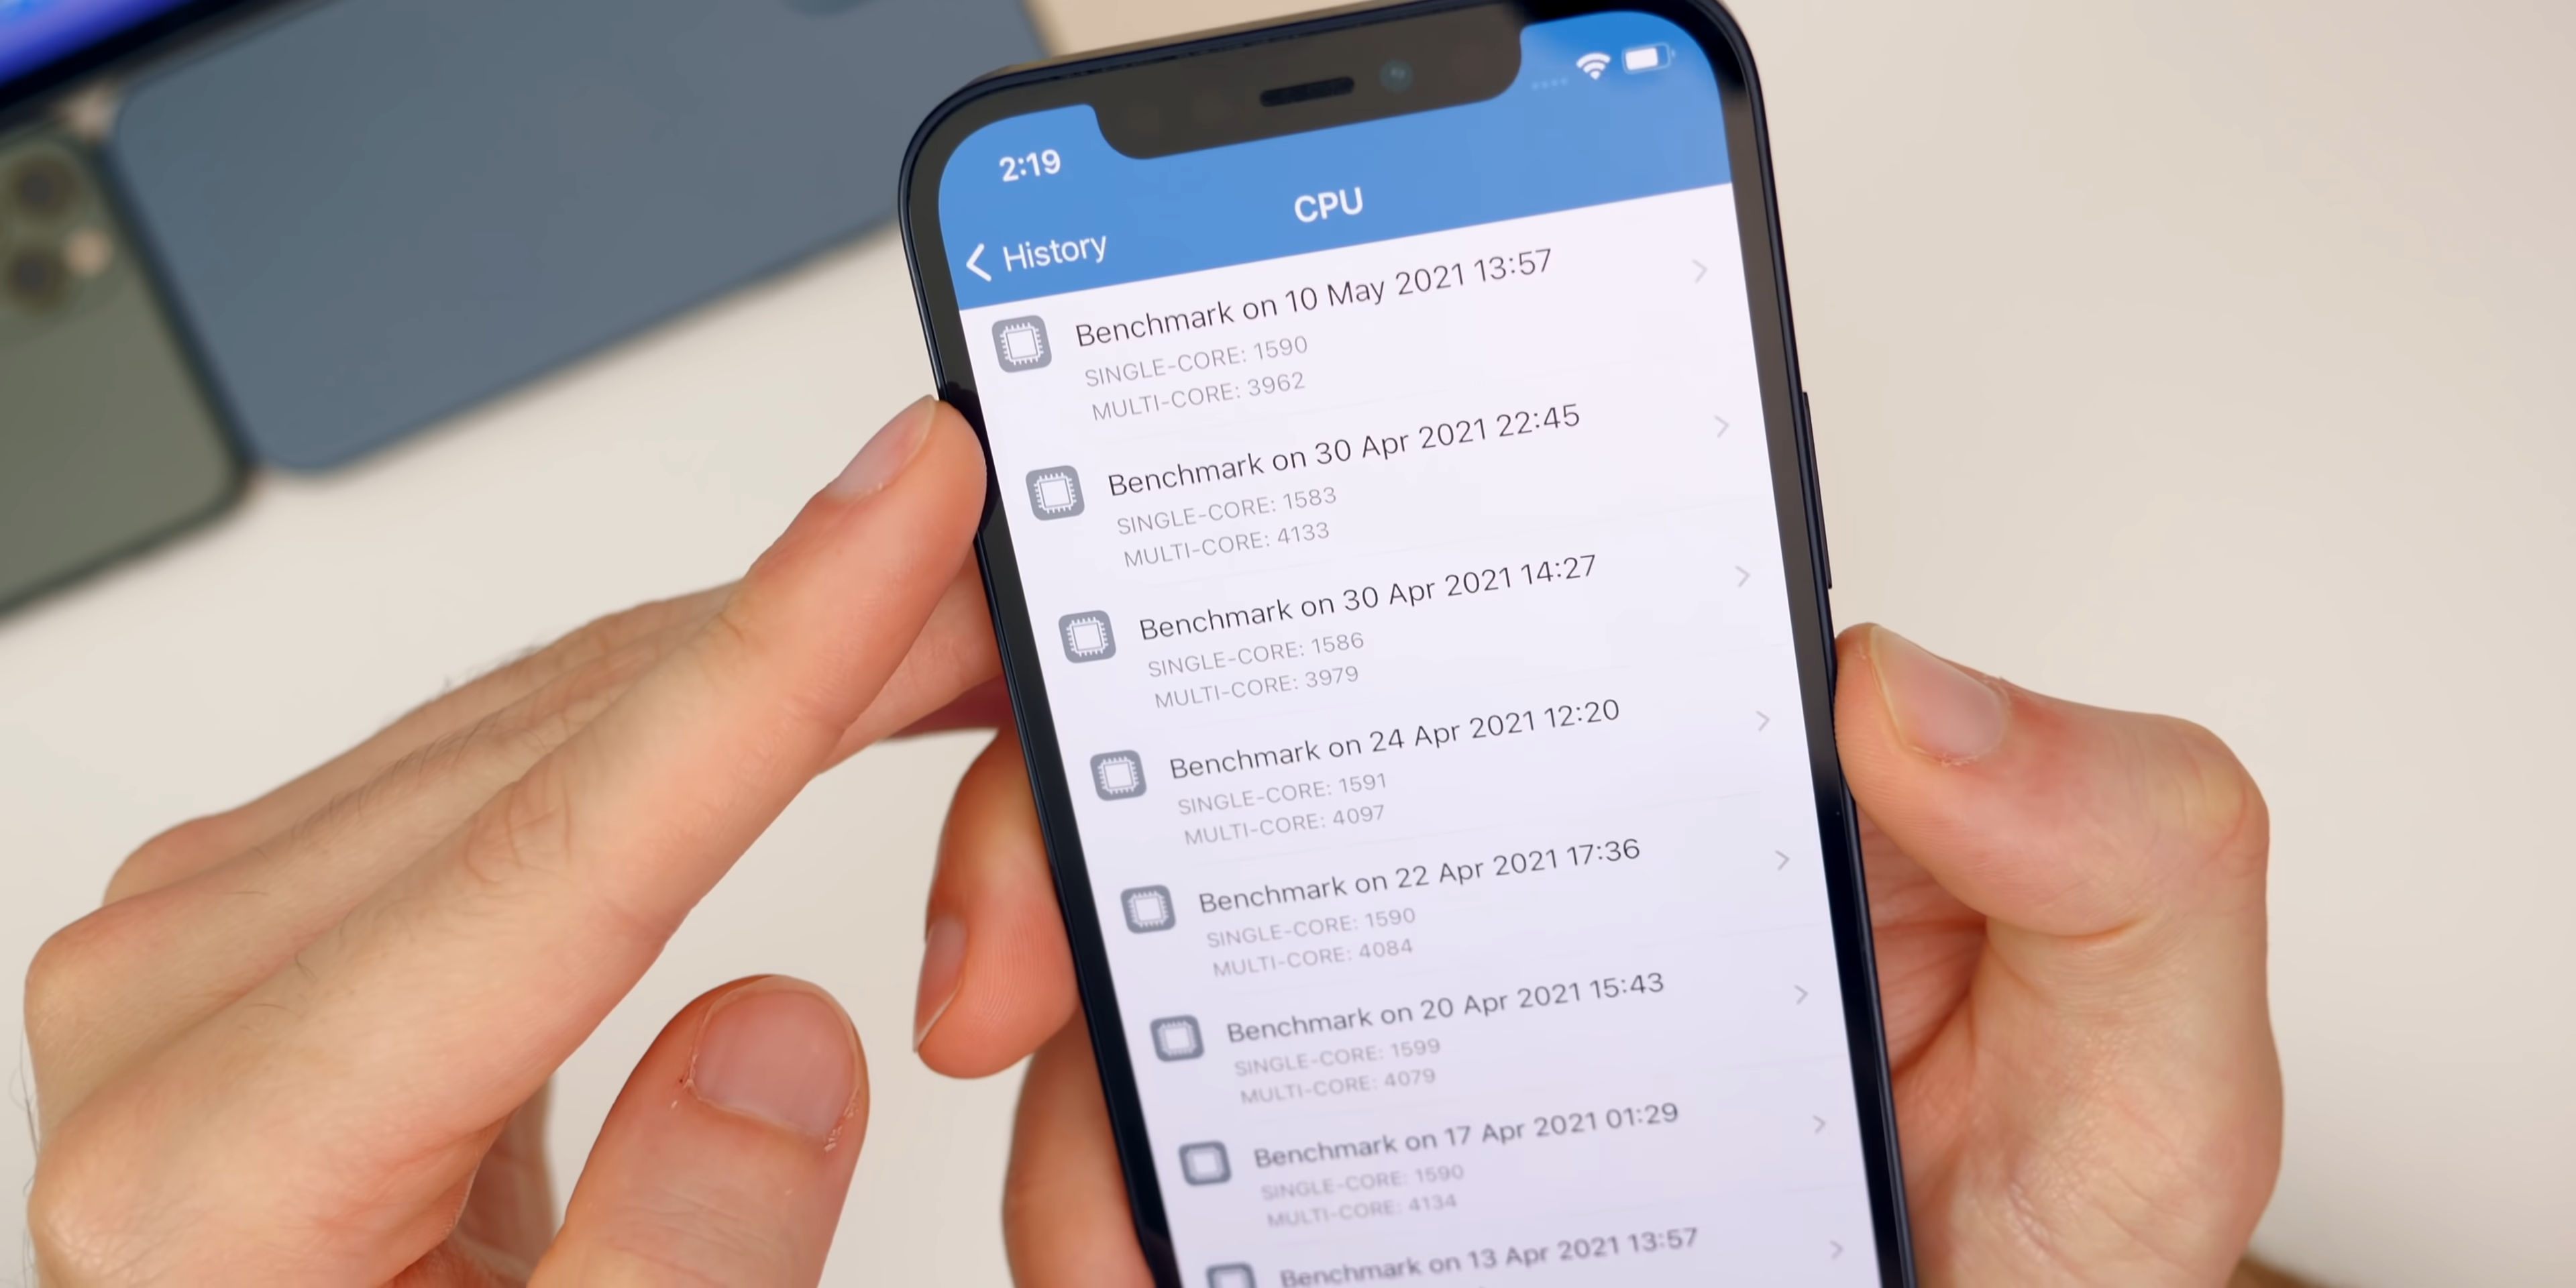 2:19
CPU
History
Benchmark on 10 May 2021 13:57
SINGLE-CORE: 1590
MULTI-CORE: 3962
Benchmark on 30 Apr 2021 22:45
SINGLE-CORE: 1583
MULTI-CORE: 4133
Benchmark on 30 Apr 2021 14:27
SINGLE-CORE: 1586
MULTI-CORE: 3979
Benchmark on 24 Apr 2021 12:20
SINGLE-CORE: 1591
MULTI-CORE: 4097
Benchmark on 22 Apr 2021 17:36
SINGLE-CORE: 1590
MULTI-CORE: 4084
Benchmark on 20 Apr 2021 15:43
SINGLE-CORE: 1599
MULTI-CORE: 4079
Benchmark on 17 Apr 2021 01:29
SINGLE-CORE: 1590
MULTI-CORE: 4134
Benchmark on 13 Apr 2021 13:57